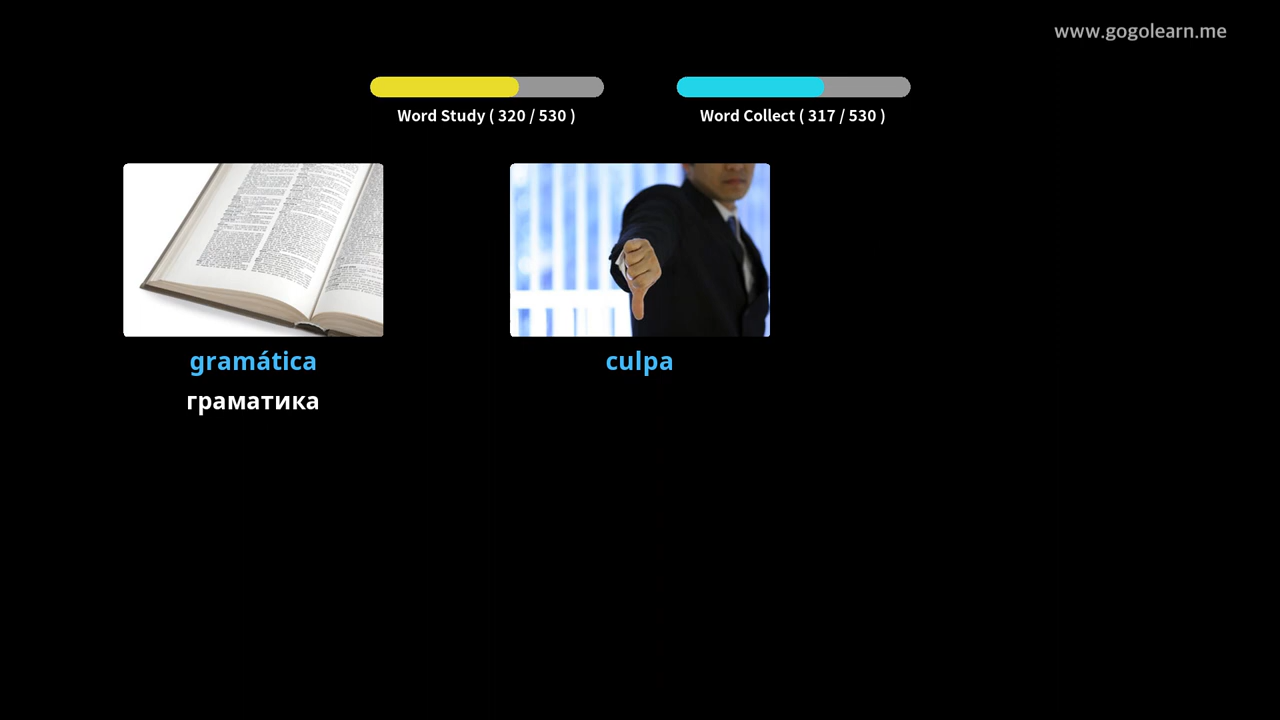 www.gogolearn.me
Word Study ( 320 / 530 )
Word Collect ( 317 / 530 )
gramática
culpa
граматика